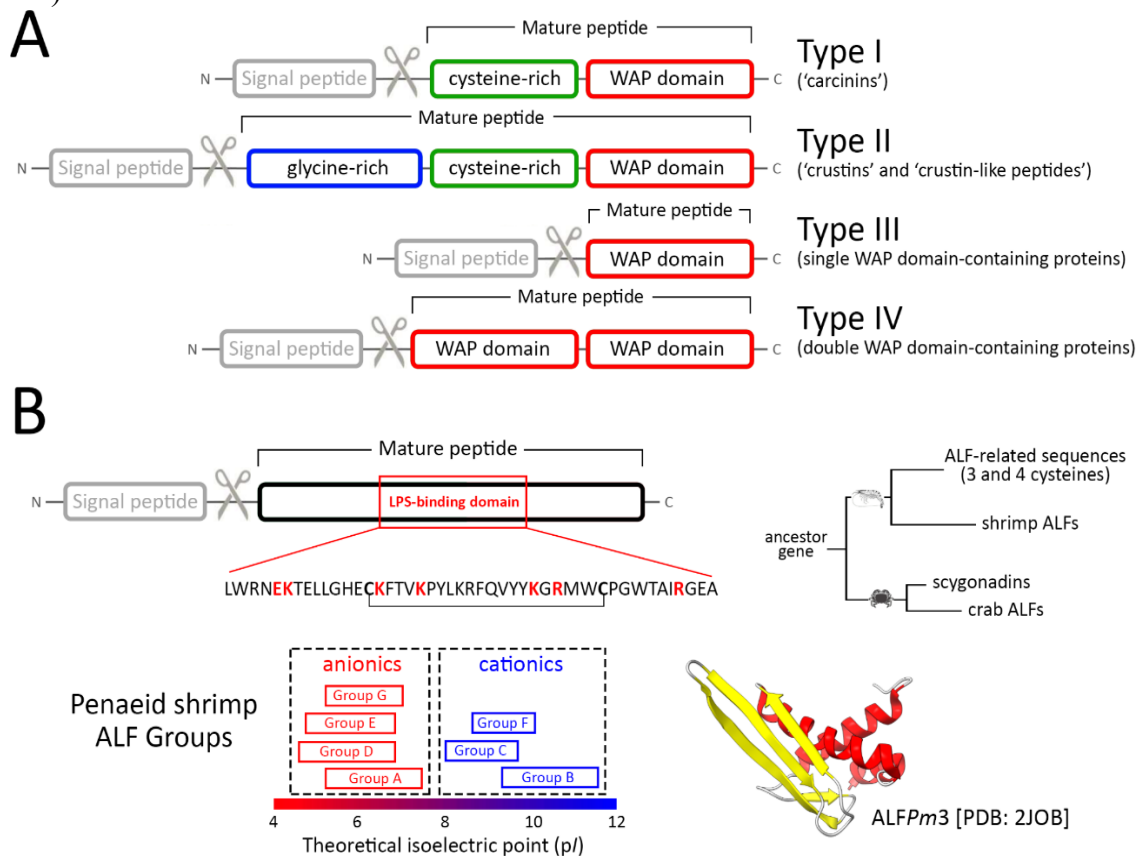 A
Mature peptide
N Signal peptide cysteine-rich WAP domain C
Type I
('carcinins')
Mature peptide
N Signal peptide glycine-rich cysteine-rich WAP domain C
Type II
('crustins' and 'crustin-like peptides')
Mature peptide
N Signal peptide WAP domain C
Type III
(single WAP domain-containing proteins)
Mature peptide
N Signal peptide WAP domain WAP domain C
Type IV
(double WAP domain-containing proteins)
B
Mature peptide
N Signal peptide LPS-binding domain C
LWRNEKTELLGHECKFTVKPYLKRFQVYYKGRMWCPGWTAIRGEA
ALF-related sequences
(3 and 4 cysteines)
shrimp ALFs
ancestor
gene
scygonadins
crab ALFs
Penaeid shrimp
ALF Groups
anionics
Group G
Group E
Group D
Group A
cationics
Group F
Group C
Group B
4 6 8 10 12
Theoretical isoelectric point (pI)
ALFPm3 [PDB: 2JOB]